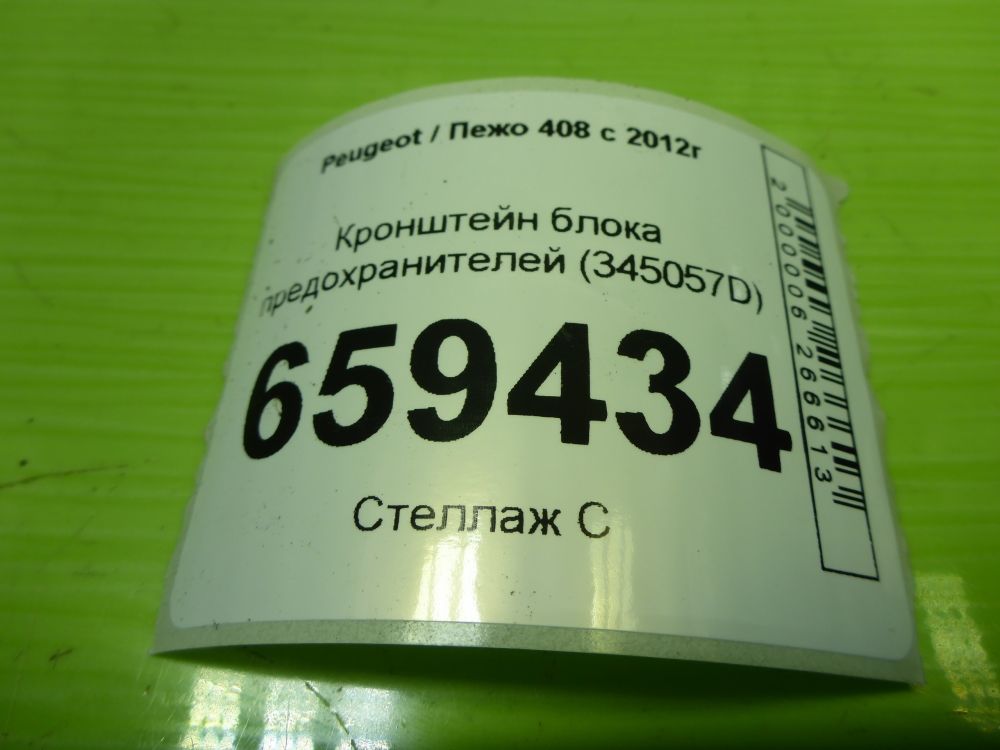 Peugeot / Пежо 408 с 2012г
Кронштейн блока
предохранителей (345057D)
659434
Стеллаж С
2000006266613